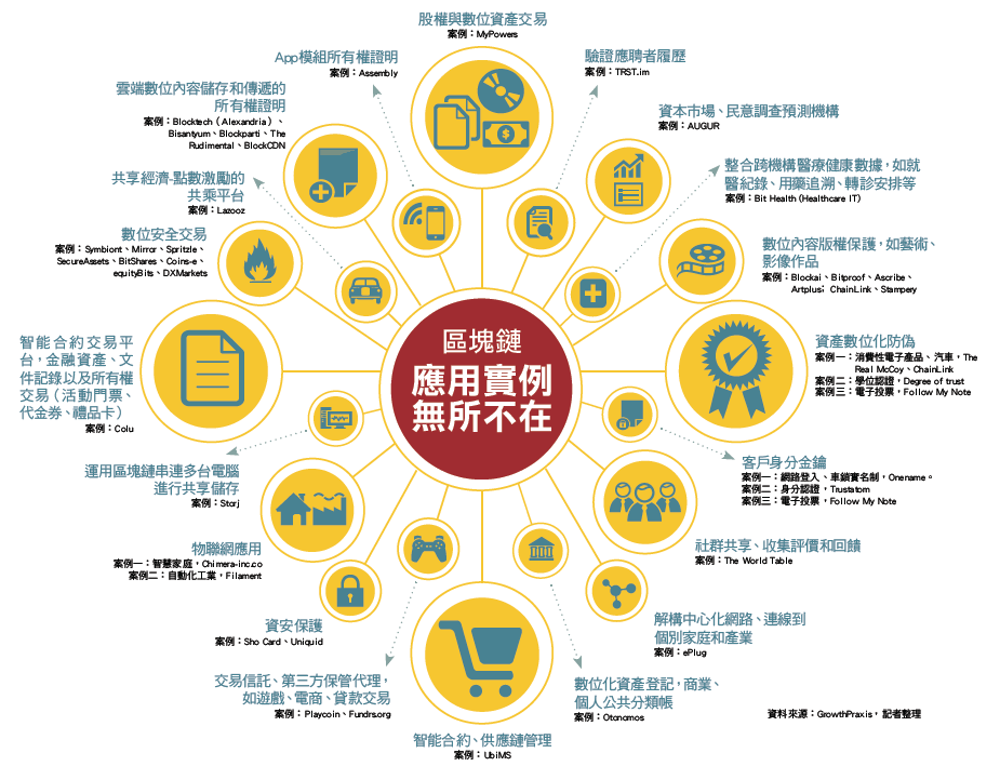 股權與數位資產交易
案例：MyPowers
App模組所有權證明
案例：Assembly
驗證應聘者履歷
案例：TRST.im
雲端數位內容儲存和傳遞的
所有權證明
案例：Blocktech（Alexandria）、
Bisantyum、Blockparti、The
Rudimental、BlockCDN
資本市場、民意調查預測機構
案例：AUGUR
共享經濟-點數激勵的
共乘平台
案例：Lazooz
整合跨機構醫療健康數據，如就
醫紀錄、用藥追溯、轉診安排等
案例：Bit Health (Healthcare IT)
數位安全交易
案例：Symbiont、Mirror、Spritzle、
SecureAssets、BitShares、Coins-e、
equityBits、DXMarkets
數位內容版權保護，如藝術、
影像作品
案例：Blockai、Bitproof、Ascribe、
Artplus；ChainLink、Stampery
區塊鏈
應用實例
無所不在
智能合約交易平
台，金融資產、文
件記錄以及所有權
交易（活動門票、
代金券、禮品卡）
案例：Colu
資產數位化防偽
案例一：消費性電子產品、汽車，The
Real McCoy、ChainLink
案例二：學位認證，Degree of trust
案例三：電子投票，Follow My Note
運用區塊鏈串連多台電腦
進行共享儲存
案例：Storj
客戶身分金鑰
案例一：網路登入、車鎖實名制，Onename。
案例二：身分認證，Trustatom
案例三：電子投票，Follow My Note
物聯網應用
案例一：智慧家庭，Chimera-inc.co
案例二：自動化工業，Filament
社群共享、收集評價和回饋
案例：The World Table
資安保護
案例：Sho Card、Uniquid
解構中心化網路、連線到
個別家庭和產業
案例：ePlug
交易信託、第三方保管代理，
如遊戲、電商、貸款交易
案例：Playcoin、Fundrs.org
數位化資產登記，商業、
個人公共分類帳
案例：Otonomos
智能合約、供應鏈管理
案例：UbiMS
資料來源：GrowthPraxis，記者整理